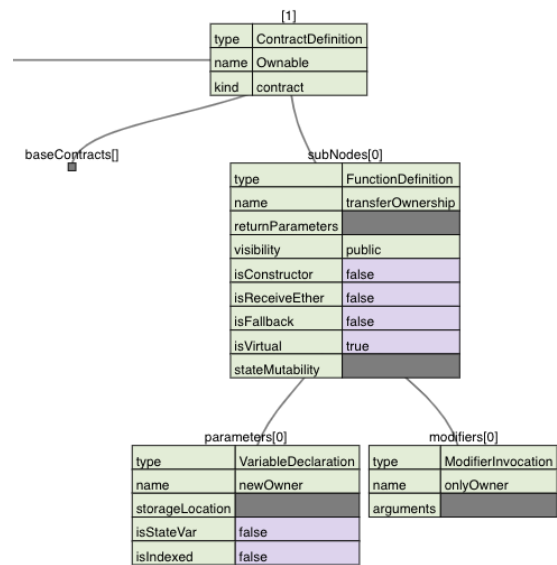 [1]
type ContractDefinition
name Ownable
kind contract
baseContracts[]
subNodes[0]
type FunctionDefinition
name transferOwnership
returnParameters
visibility public
isConstructor false
isReceiveEther false
isFallback false
isVirtual true
stateMutability
parameters[0]
type VariableDeclaration
name newOwner
storageLocation
isStateVar false
isIndexed false
modifiers[0]
type ModifierInvocation
name onlyOwner
arguments